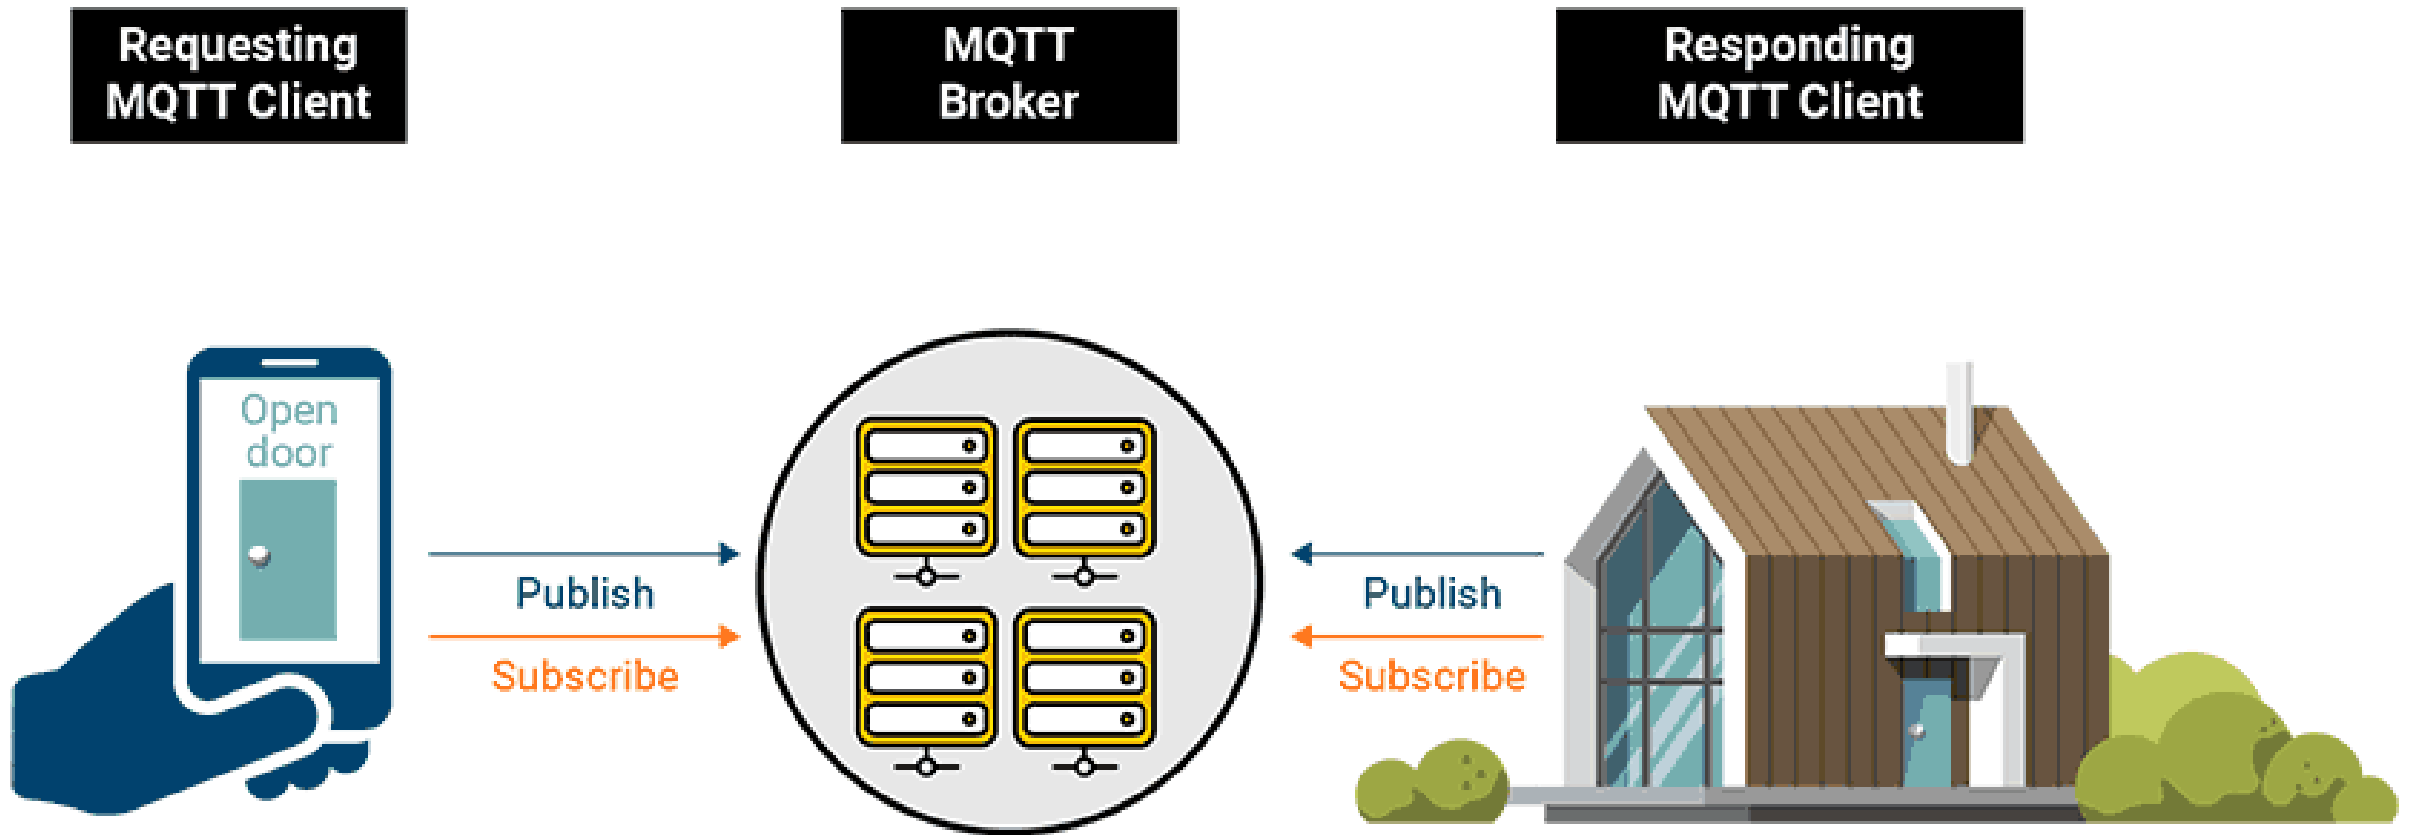 Requesting
MQTT Client
MQTT
Broker
Responding
MQTT Client
Open
door
Publish
Subscribe
Publish
Subscribe